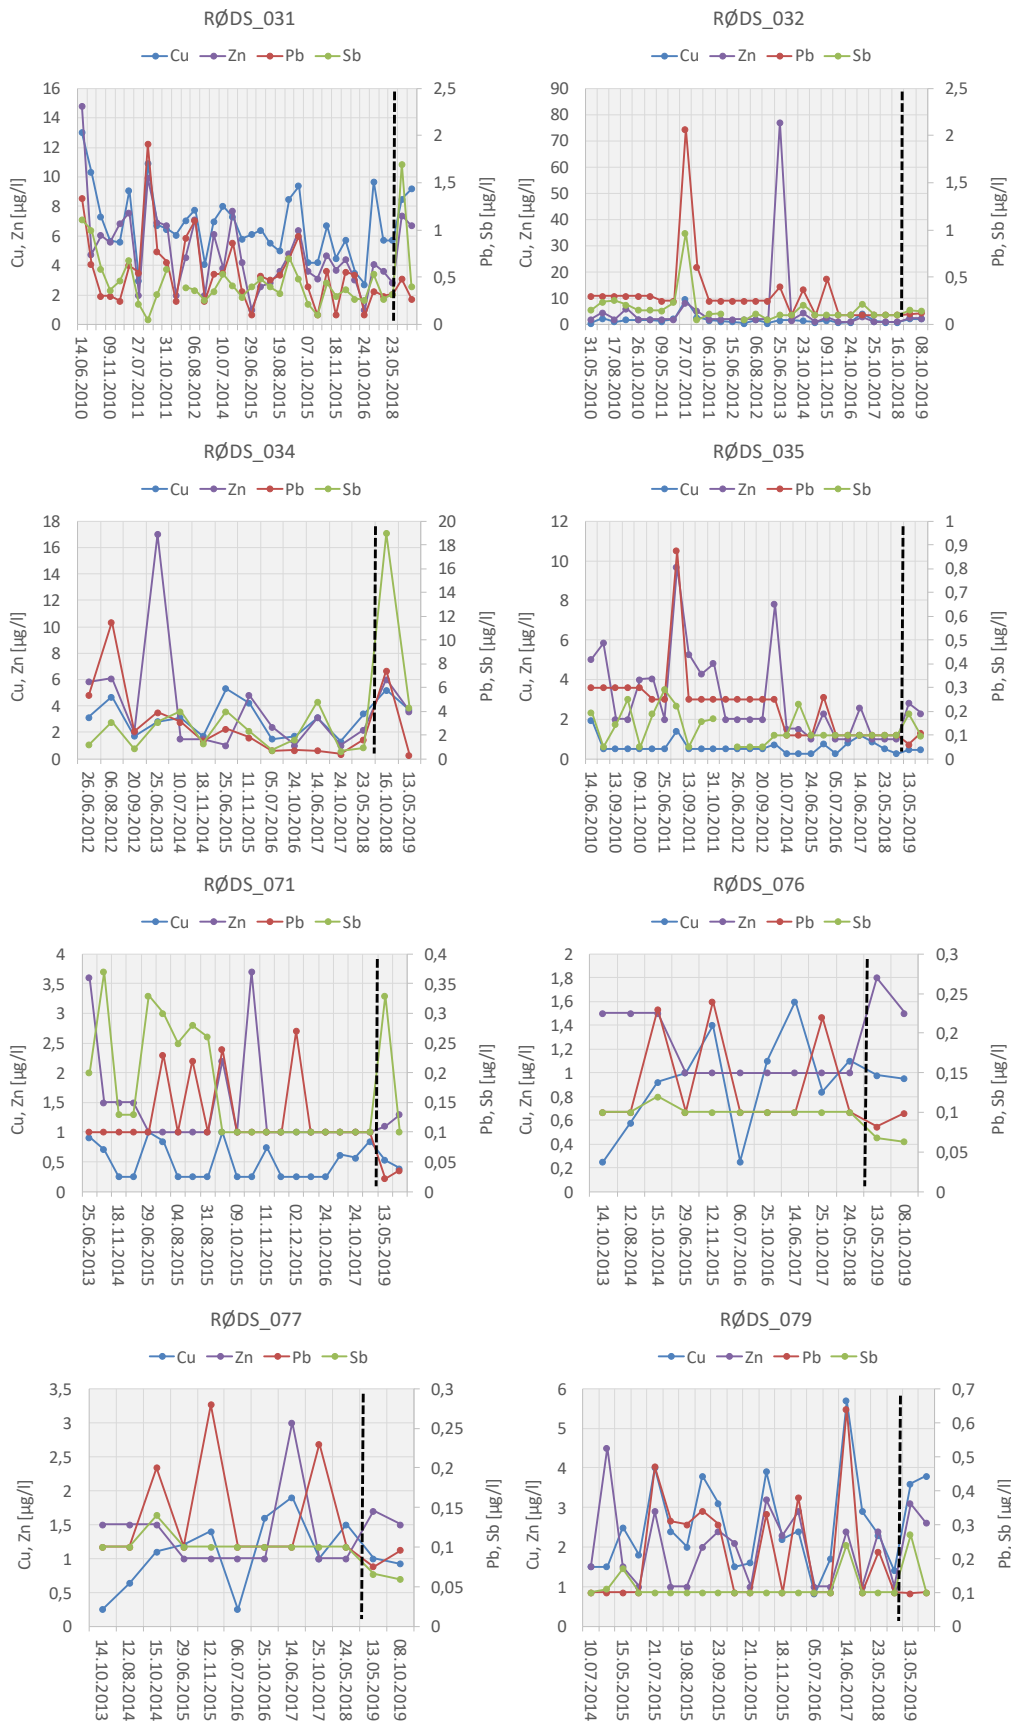 RØDS_031
Cu Zn Pb Sb
16 14 12 10 8 6 4 2 0
2,5 2 1,5 1 0,5 0
Cu, Zn [µg/l]
Pb, Sb [µg/l]
14.06.2010 09.11.2010 27.07.2011 31.10.2011 06.08.2012 10.07.2014 29.06.2015 19.08.2015 07.10.2015 18.11.2015 24.10.2016 23.05.2018
RØDS_032
Cu Zn Pb Sb
90 80 70 60 50 40 30 20 10 0
2,5 2 1,5 1 0,5 0
Cu, Zn [µg/l]
Pb, Sb [µg/l]
31.05.2010 17.08.2010 26.10.2010 09.05.2011 27.07.2011 06.10.2011 15.06.2012 06.08.2012 25.06.2013 23.10.2014 09.11.2015 24.10.2016 25.10.2017 16.10.2018 08.10.2019
RØDS_034
Cu Zn Pb Sb
18 16 14 12 10 8 6 4 2 0
20 18 16 14 12 10 8 6 4 2 0
Cu, Zn [µg/l]
Pb, Sb [µg/l]
26.06.2012 06.08.2012 20.09.2012 25.06.2013 10.07.2014 18.11.2014 25.06.2015 12.11.2015 05.07.2016 24.10.2016 14.06.2017 24.10.2017 23.05.2018 16.10.2018 13.05.2019
RØDS_035
Cu Zn Pb Sb
12 10 8 6 4 2 0
1 0,9 0,8 0,7 0,6 0,5 0,4 0,3 0,2 0,1 0
Cu, Zn [µg/l]
Pb, Sb [µg/l]
14.06.2010 13.09.2010 09.11.2010 25.06.2011 13.09.2011 31.10.2011 26.06.2012 20.09.2012 10.07.2014 25.06.2015 05.07.2016 14.06.2017 23.05.2018 13.05.2019
RØDS_071
Cu Zn Pb Sb
4 3,5 3 2,5 2 1,5 1 0,5 0
0,4 0,35 0,3 0,25 0,2 0,15 0,1 0,05 0
Cu, Zn [µg/l]
Pb, Sb [µg/l]
25.06.2013 18.11.2014 29.06.2015 04.08.2015 31.08.2015 09.10.2015 11.11.2015 02.12.2015 24.10.2016 24.10.2017 13.05.2019
RØDS_076
Cu Zn Pb Sb
2 1,8 1,6 1,4 1,2 1 0,8 0,6 0,4 0,2 0
0,3 0,25 0,2 0,15 0,1 0,05 0
Cu, Zn [µg/l]
Pb, Sb [µg/l]
14.10.2013 12.08.2014 15.10.2014 29.06.2015 12.11.2015 06.07.2016 25.10.2016 14.06.2017 25.10.2017 24.05.2018 13.05.2019 08.10.2019
RØDS_077
Cu Zn Pb Sb
3,5 3 2,5 2 1,5 1 0,5 0
0,3 0,25 0,2 0,15 0,1 0,05 0
Cu, Zn [µg/l]
Pb, Sb [µg/l]
14.10.2013 12.08.2014 15.10.2014 29.06.2015 12.11.2015 06.07.2016 25.10.2016 14.06.2017 25.10.2017 24.05.2018 13.05.2019 08.10.2019
RØDS_079
Cu Zn Pb Sb
6 5 4 3 2 1 0
0,7 0,6 0,5 0,4 0,3 0,2 0,1 0
Cu, Zn [µg/l]
Pb, Sb [µg/l]
10.07.2014 15.05.2015 21.07.2015 19.08.2015 23.09.2015 21.10.2015 18.11.2015 05.07.2016 14.06.2017 23.05.2018 13.05.2019